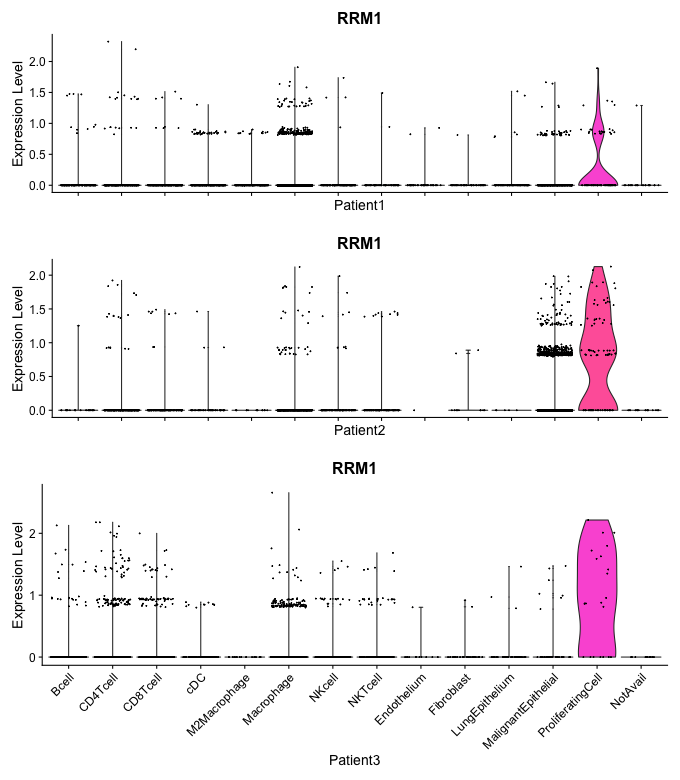 RRM1
Expression Level
2.0
1.5
1.0
0.5
0.0
Patient1
RRM1
Expression Level
2.0
1.5
1.0
0.5
0.0
Patient2
RRM1
Expression Level
2
1
0
Bcell
CD4Tcell
CD8Tcell
cDC
M2Macrophage
Macrophage
NKcell
NKTcell
Endothelium
Fibroblast
LungEpithelium
MalignantEpithelial
ProliferatingCell
NotAvail
Patient3